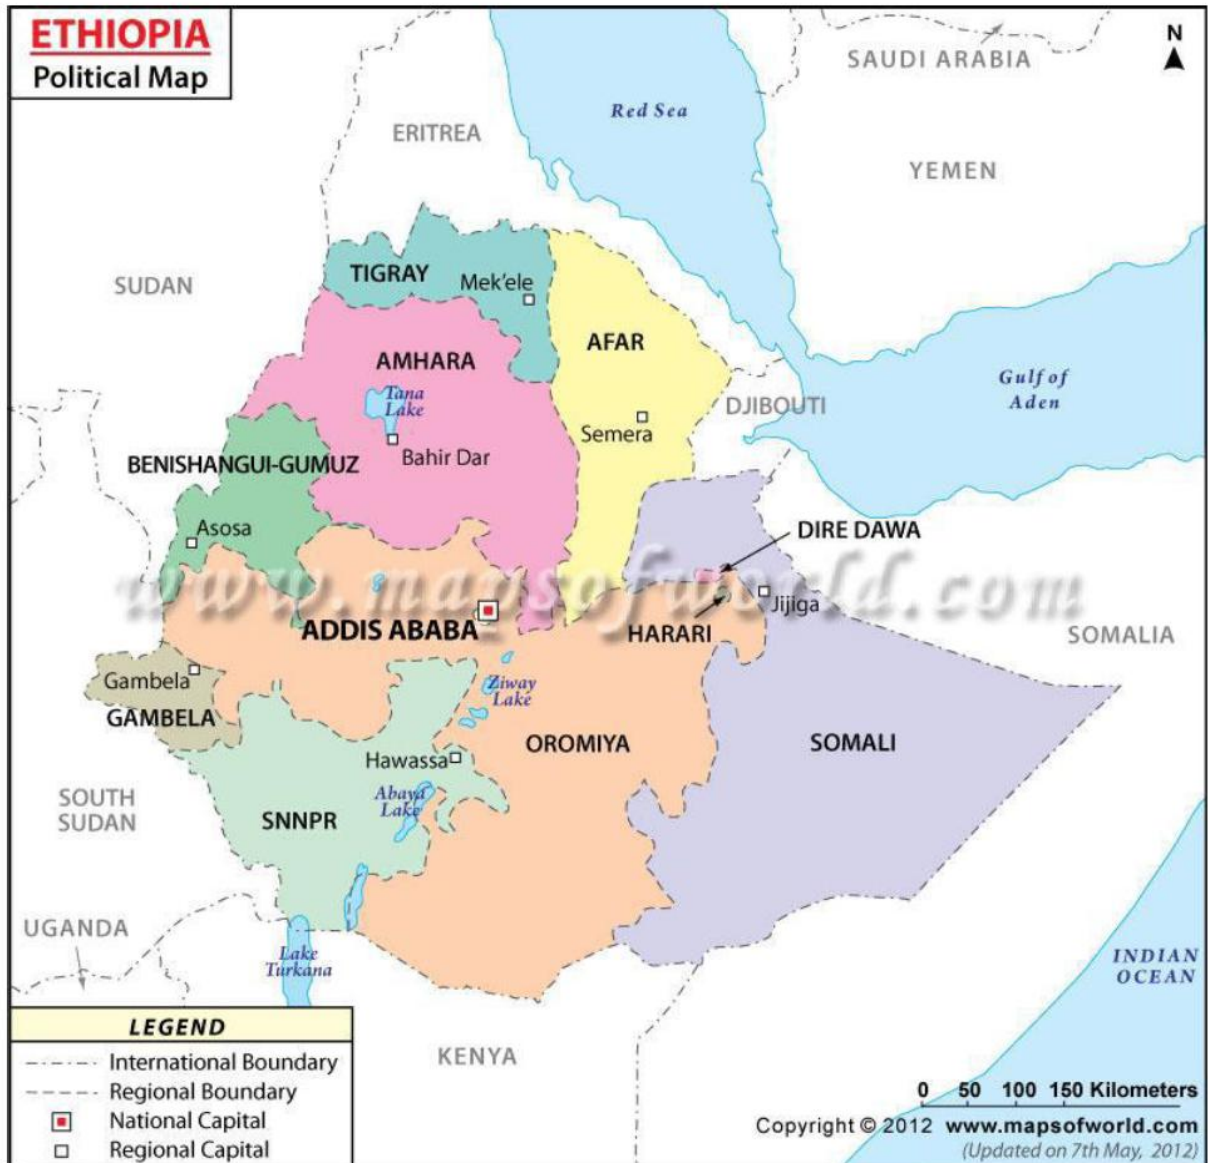 ETHIOPIA
Political Map
N
SAUDI ARABIA
Red Sea
ERITREA
YEMEN
TIGRAY
Mek'ele
SUDAN
AFAR
AMHARA
Gulf of
Aden
Tana
Lake
DJIBOUTI
Semera
Bahir Dar
BENISHANGUI-GUMUZ
Asosa
DIRE DAWA
www.mapsofworld.com
Jijiga
ADDIS ABABA
HARARI
SOMALIA
Gambela
GAMBELA
Ziway
Lake
OROMIYA
SOMALI
Hawassa
Abaya
Lake
SOUTH
SUDAN
SNNPR
UGANDA
Lake
Turkana
INDIAN
OCEAN
LEGEND
International Boundary
Regional Boundary
National Capital
Regional Capital
KENYA
0 50 100 150 Kilometers
Copyright © 2012 www.mapsofworld.com
(Updated on 7th May, 2012)